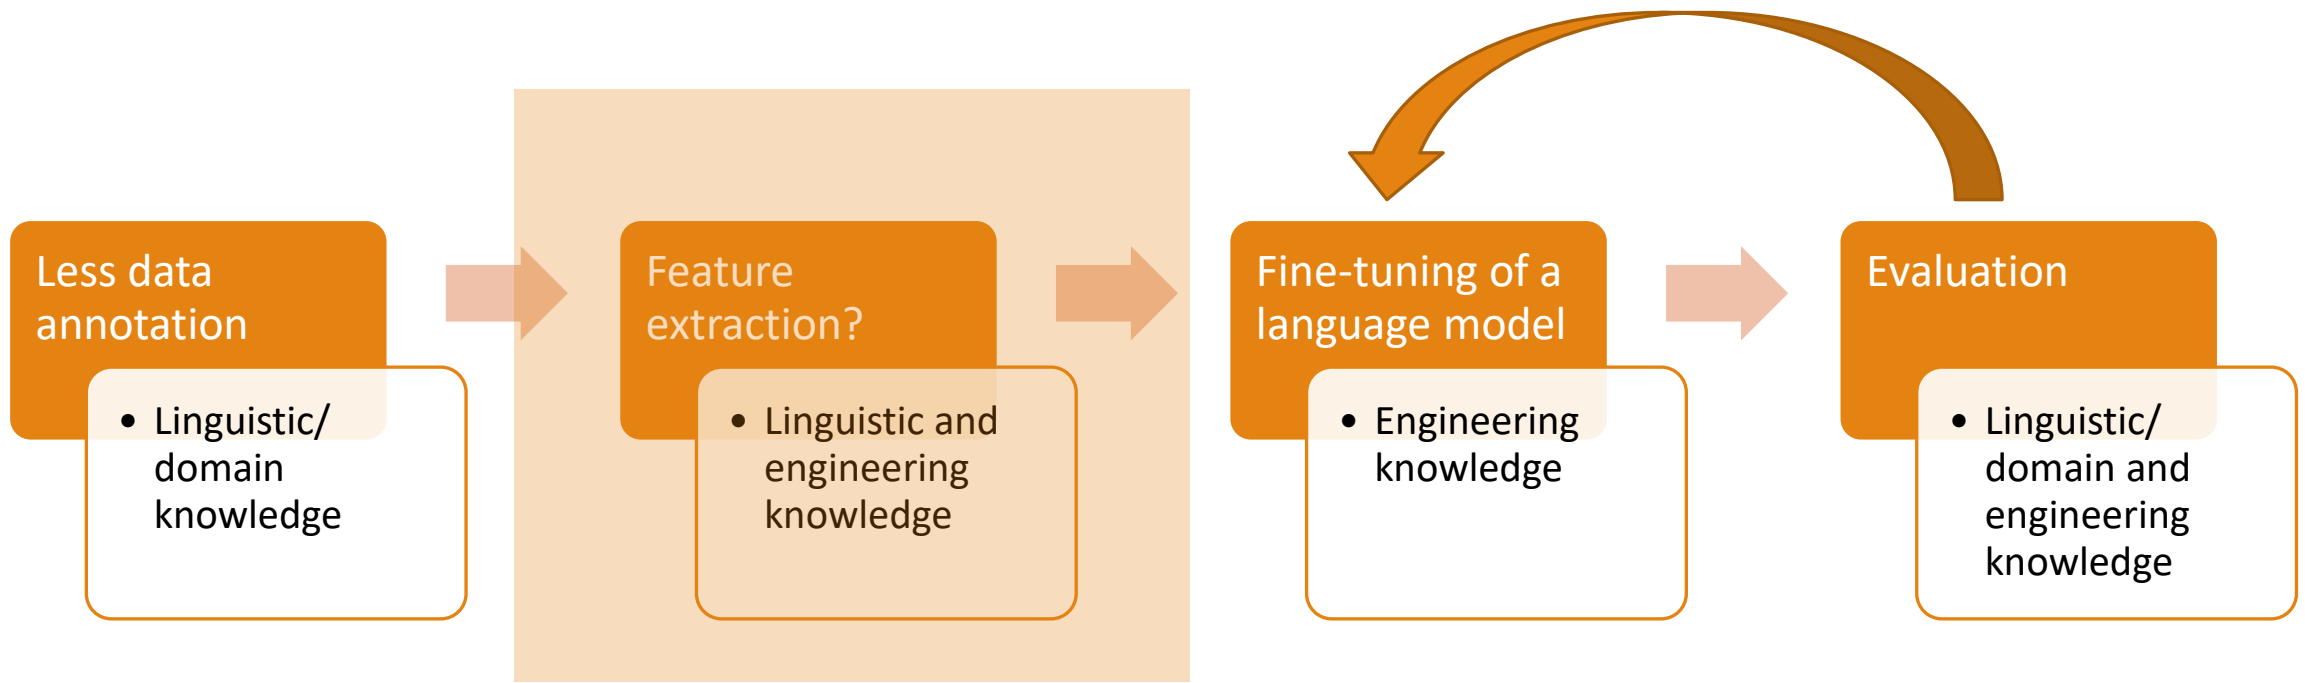 Less data
annotation
• Linguistic/
domain
knowledge
Feature
extraction?
• Linguistic and
engineering
knowledge
Fine-tuning of a
language model
• Engineering
knowledge
Evaluation
• Linguistic/
domain and
engineering
knowledge